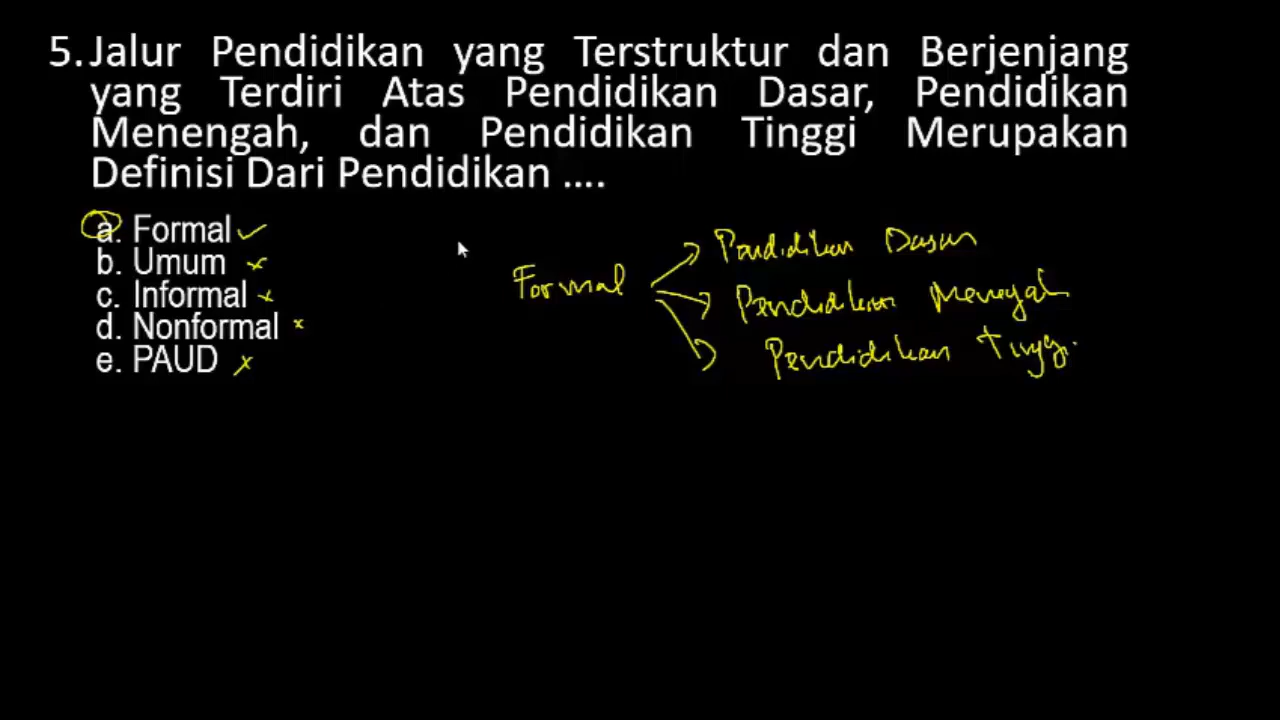 5. Jalur Pendidikan yang Terstruktur dan Berjenjang
yang Terdiri Atas Pendidikan Dasar, Pendidikan
Menengah, dan Pendidikan Tinggi Merupakan
Definisi Dari Pendidikan ....
a. Formal ✓
b. Umum ×
c. Informal ×
d. Nonformal ×
e. PAUD ×
Formal
Pendidikan Dasar
Pendidikan Menengah
Pendidikan Tinggi